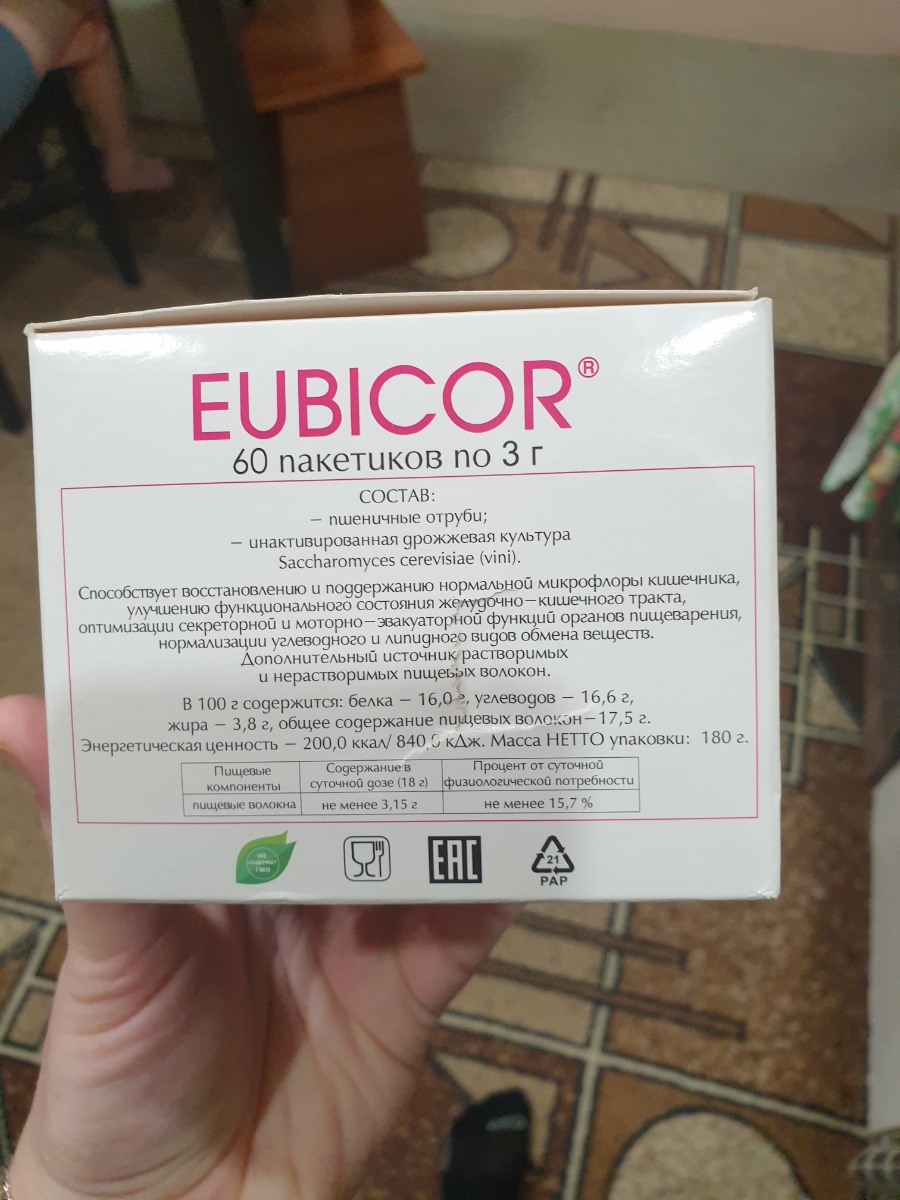 EUBICOR®
60 пакетиков по 3 г
СОСТАВ:
– пшеничные отруби;
– инактивированная дрожжевая культура
Saccharomyces cerevisiae (vini).
Способствует восстановлению и поддержанию нормальной микрофлоры кишечника,
улучшению функционального состояния желудочно–кишечного тракта,
оптимизации секреторной и моторно–эвакуаторной функций органов пищеварения,
нормализации углеводного и липидного видов обмена веществ.
Дополнительный источник растворимых
и нерастворимых пищевых волокон.
В 100 г содержится: белка – 16,0 г, углеводов – 16,6 г,
жира – 3,8 г, общее содержание пищевых волокон–17,5 г.
Энергетическая ценность – 200,0 ккал/ 840,0 кДж. Масса НЕТТО упаковки: 180 г.
Пищевые компоненты Содержание в суточной дозе (18 г) Процент от суточной физиологической потребности
пищевые волокна не менее 3,15 г не менее 15,7 %
НЕ СОДЕРЖИТ ГМО
EAC
21
PAP